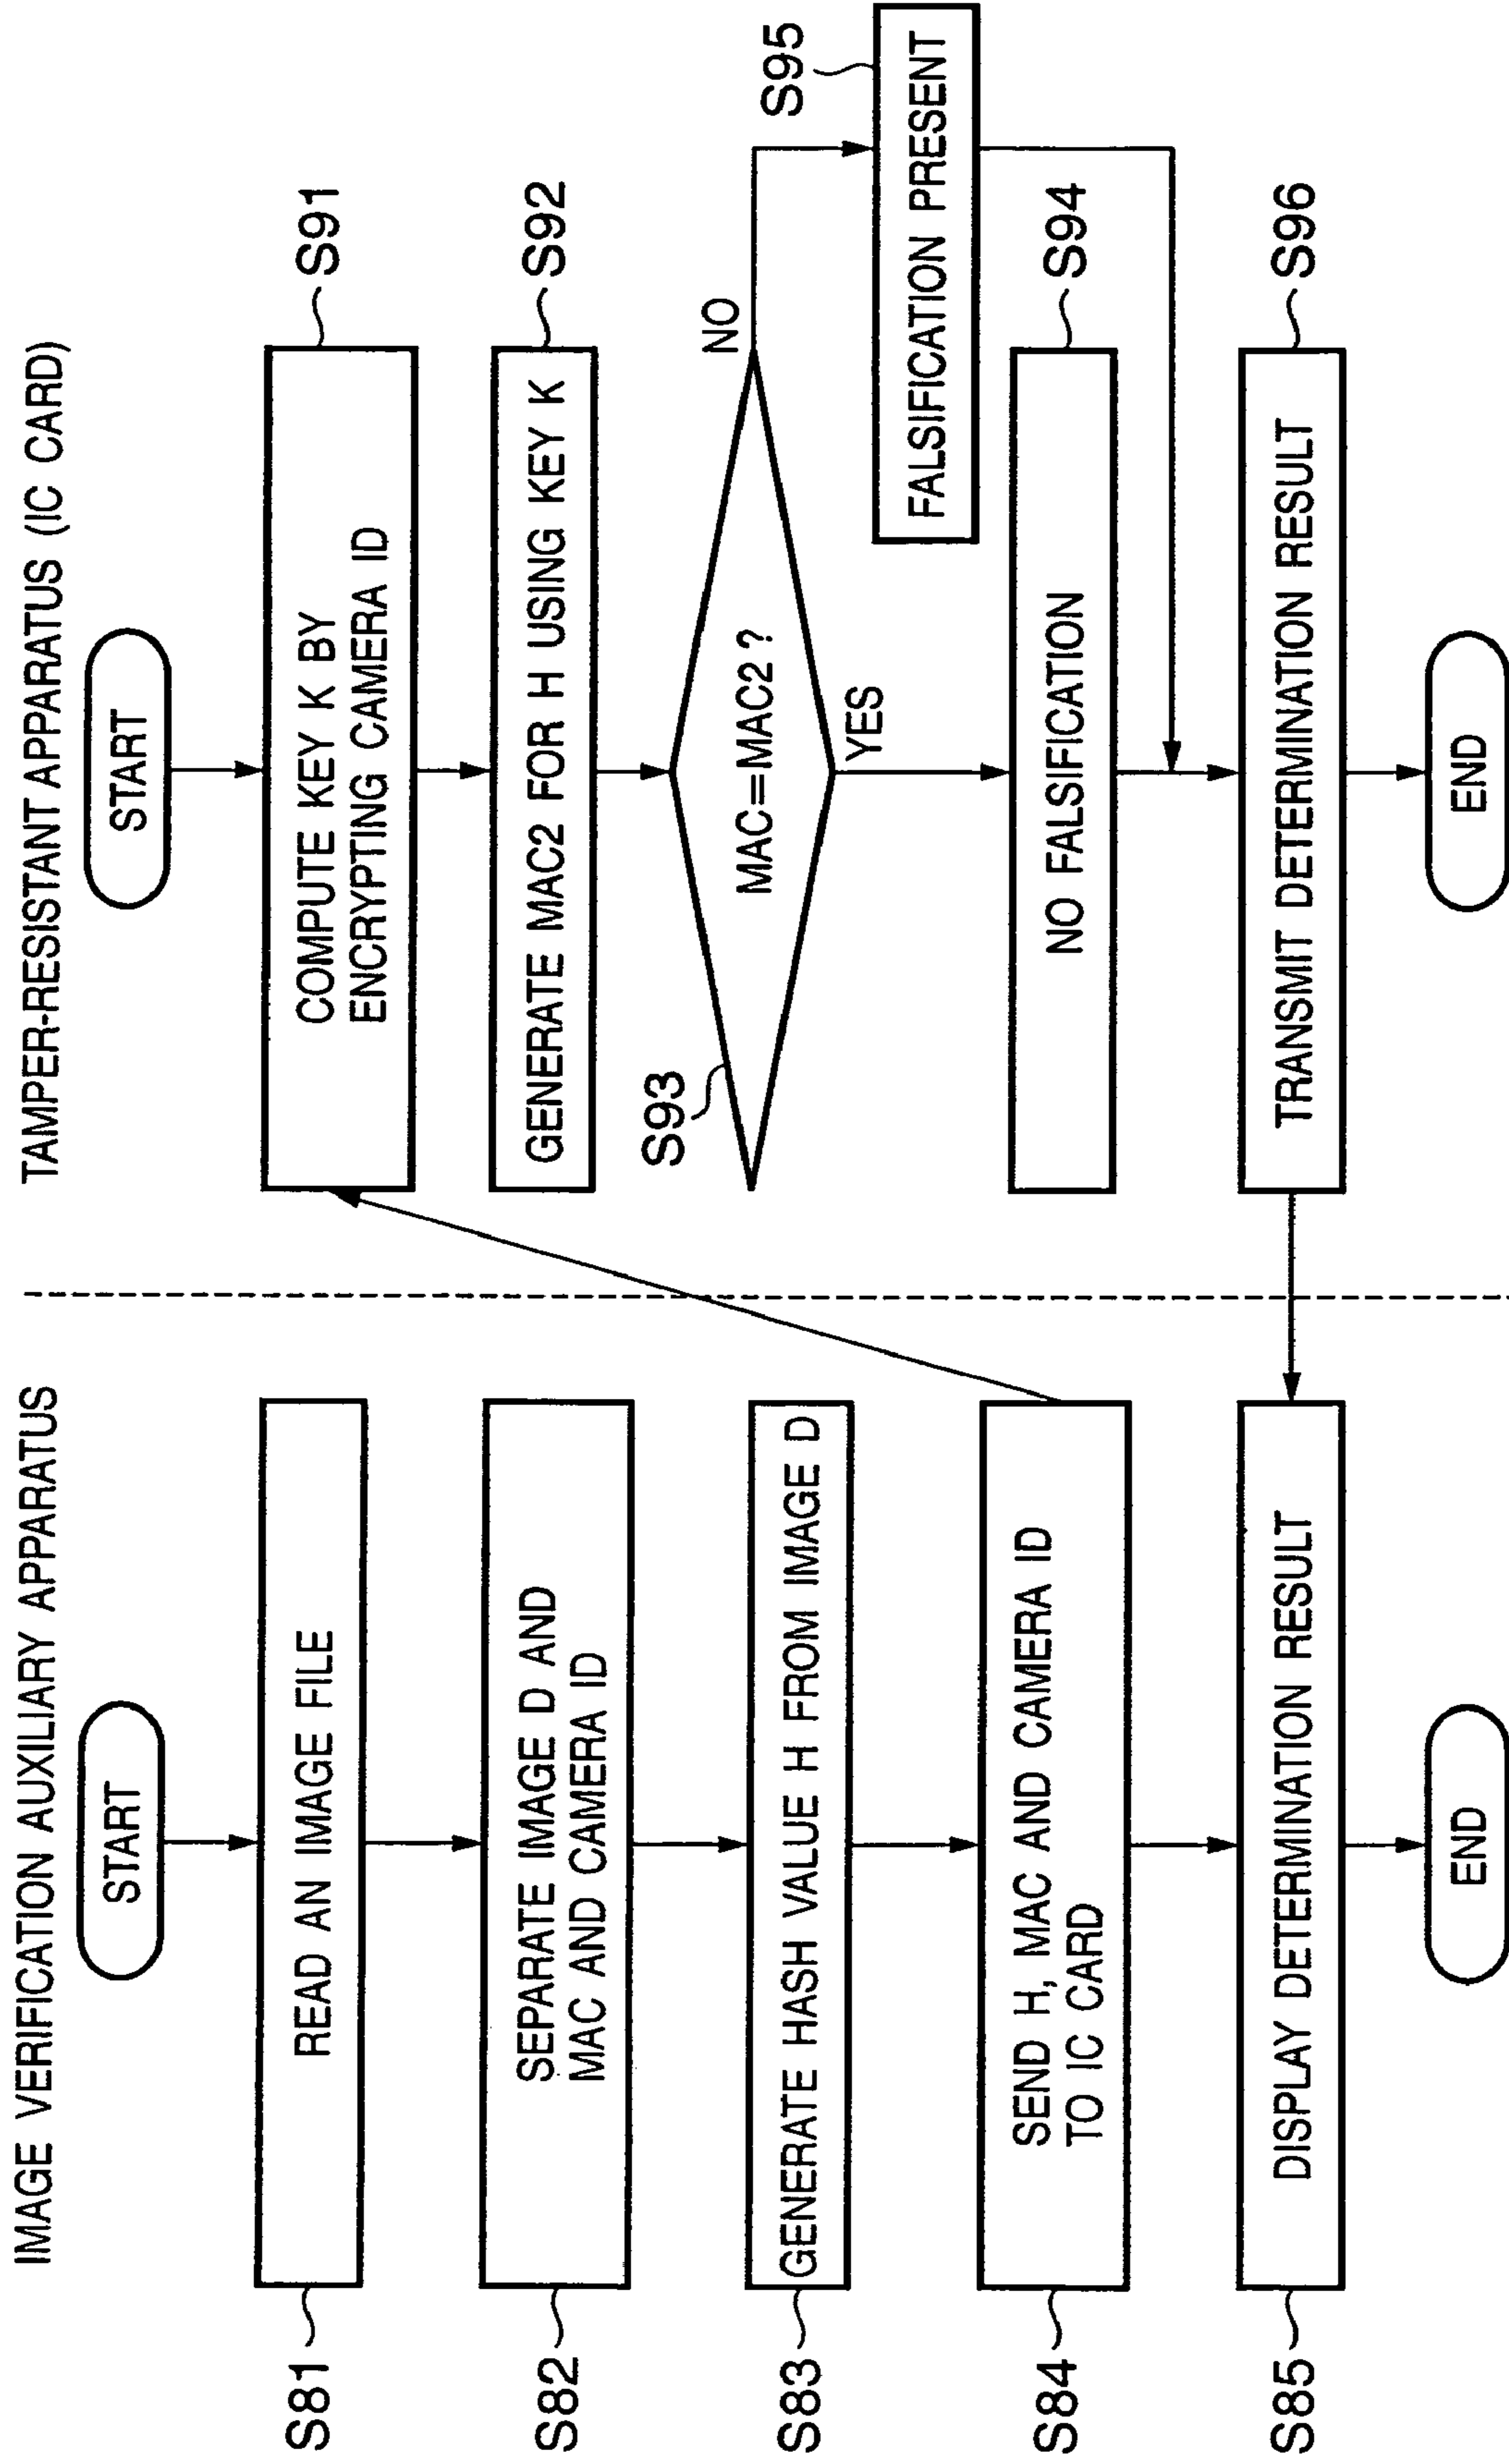 IMAGE VERIFICATION AUXILIARY APPARATUS
START
S81
READ AN IMAGE FILE
S82
SEPARATE IMAGE D AND
MAC AND CAMERA ID
S83
GENERATE HASH VALUE H FROM IMAGE D
S84
SEND H, MAC AND CAMERA ID
TO IC CARD
S85
DISPLAY DETERMINATION RESULT
END
TAMPER-RESISTANT APPARATUS (IC CARD)
START
COMPUTE KEY K BY
ENCRYPTING CAMERA ID
S91
GENERATE MAC2 FOR H USING KEY K
S92
S93
MAC=MAC2 ?
NO
YES
S95
FALSIFICATION PRESENT
NO FALSIFICATION
S94
TRANSMIT DETERMINATION RESULT
S96
END